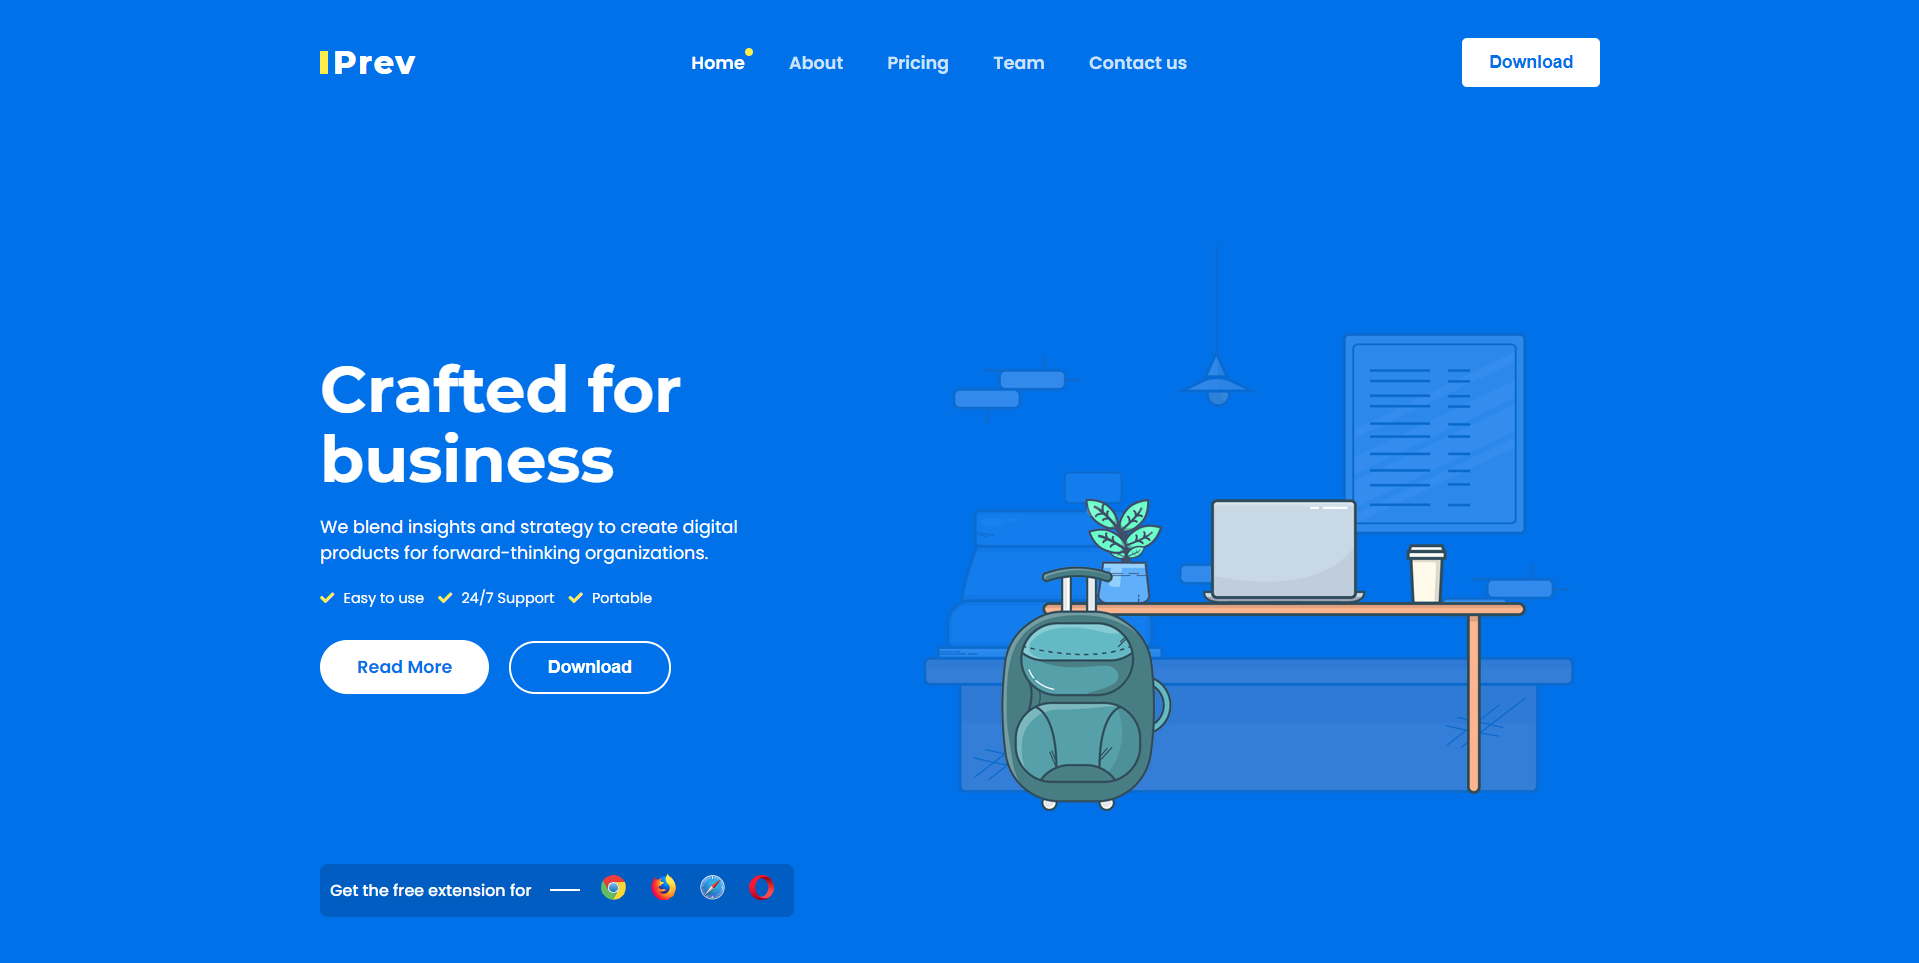 Prev
Home
About
Pricing
Team
Contact us
Download
Crafted for
business
We blend insights and strategy to create digital
products for forward-thinking organizations.
Easy to use
24/7 Support
Portable
Read More
Download
Get the free extension for